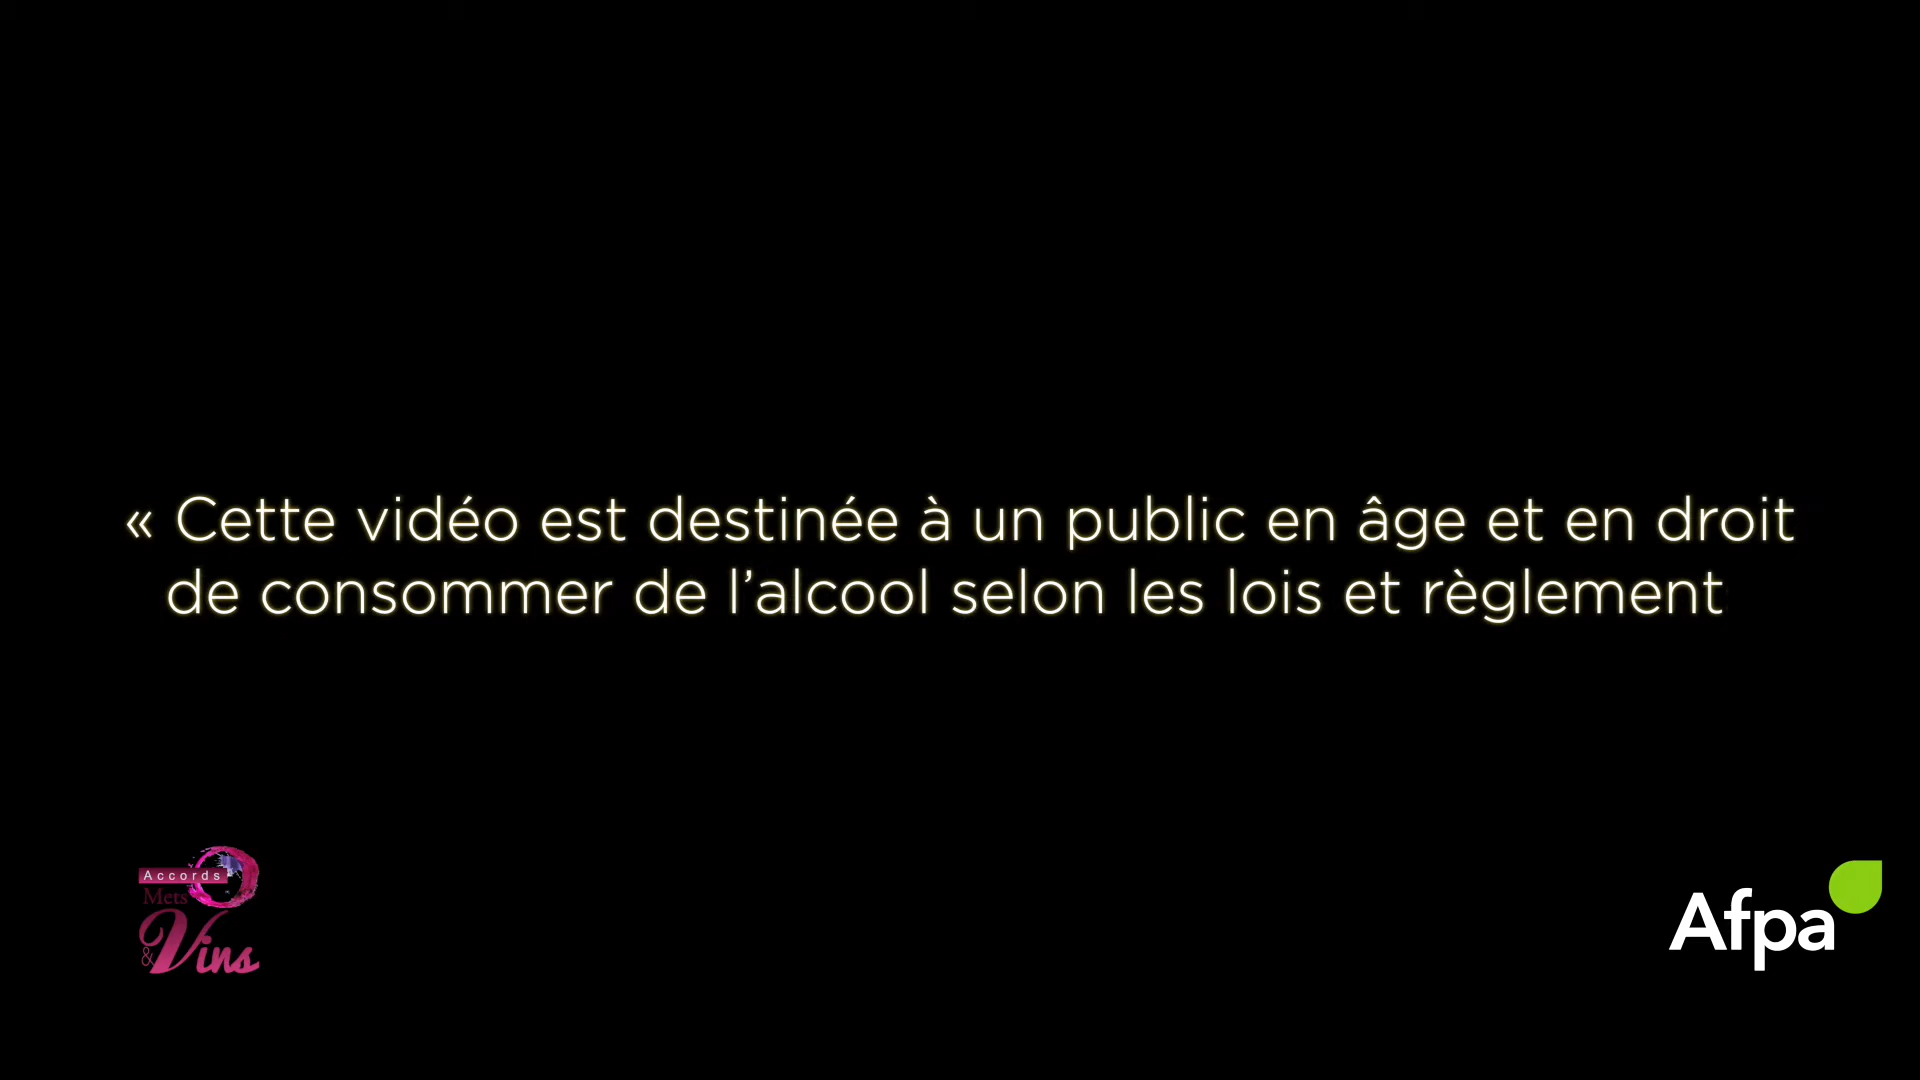 « Cette vidéo est destinée à un public en âge et en droit
de consommer de l’alcool selon les lois et règlement
Accords
Mets
& Vins
Afpa